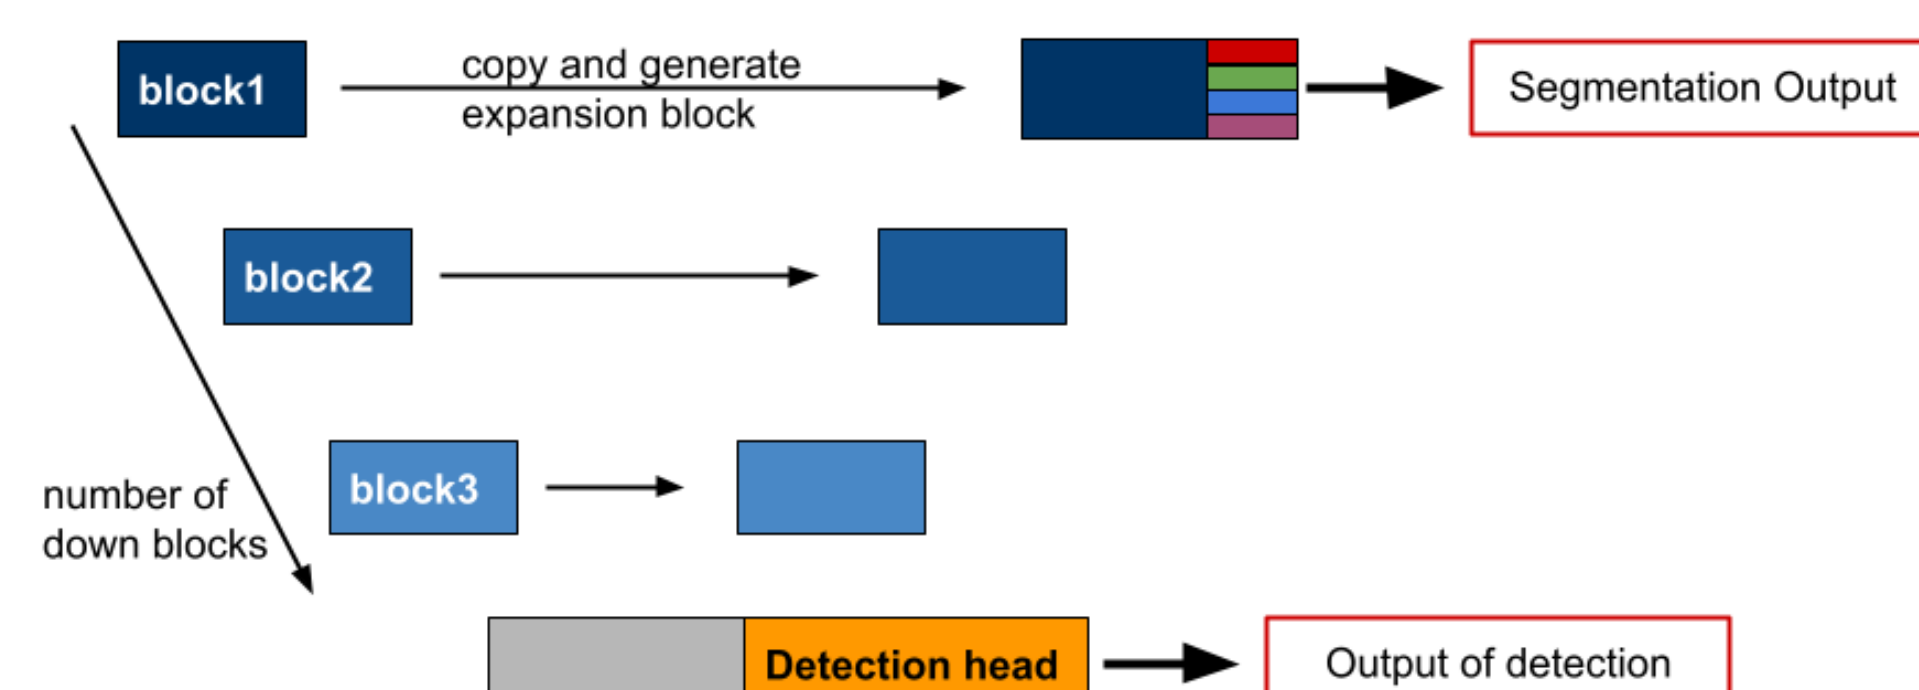 block1
copy and generate
expansion block
Segmentation Output
block2
block3
number of
down blocks
Detection head
Output of detection